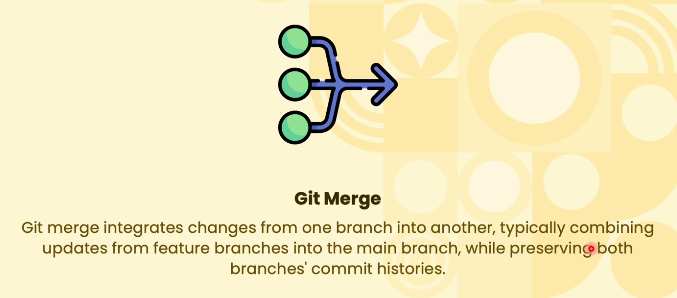 Git Merge
Git merge integrates changes from one branch into another, typically combining
updates from feature branches into the main branch, while preserving both
branches' commit histories.